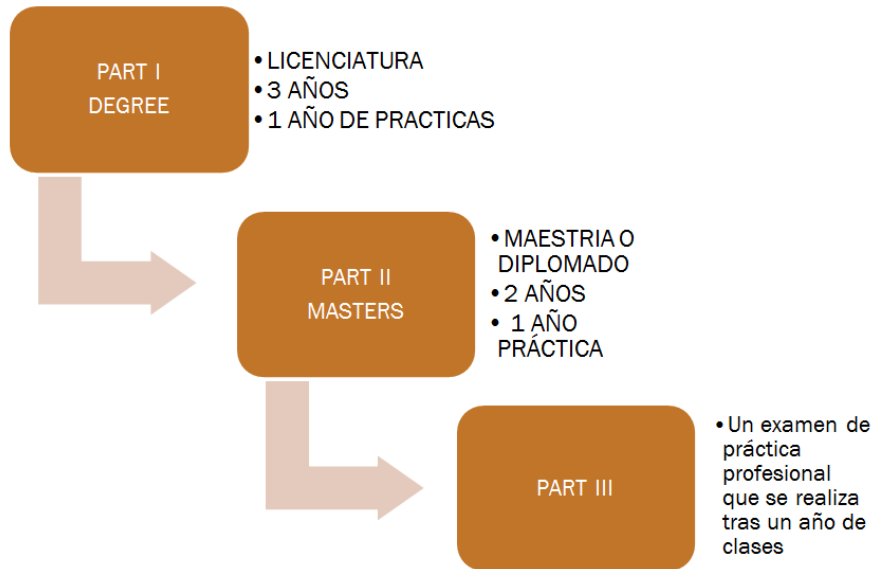 PART I
DEGREE
• LICENCIATURA
• 3 AÑOS
• 1 AÑO DE PRACTICAS
PART II
MASTERS
• MAESTRIA O
DIPLOMADO
• 2 AÑOS
• 1 AÑO
PRÁCTICA
PART III
• Un examen de
práctica
profesional
que se realiza
tras un año de
clases